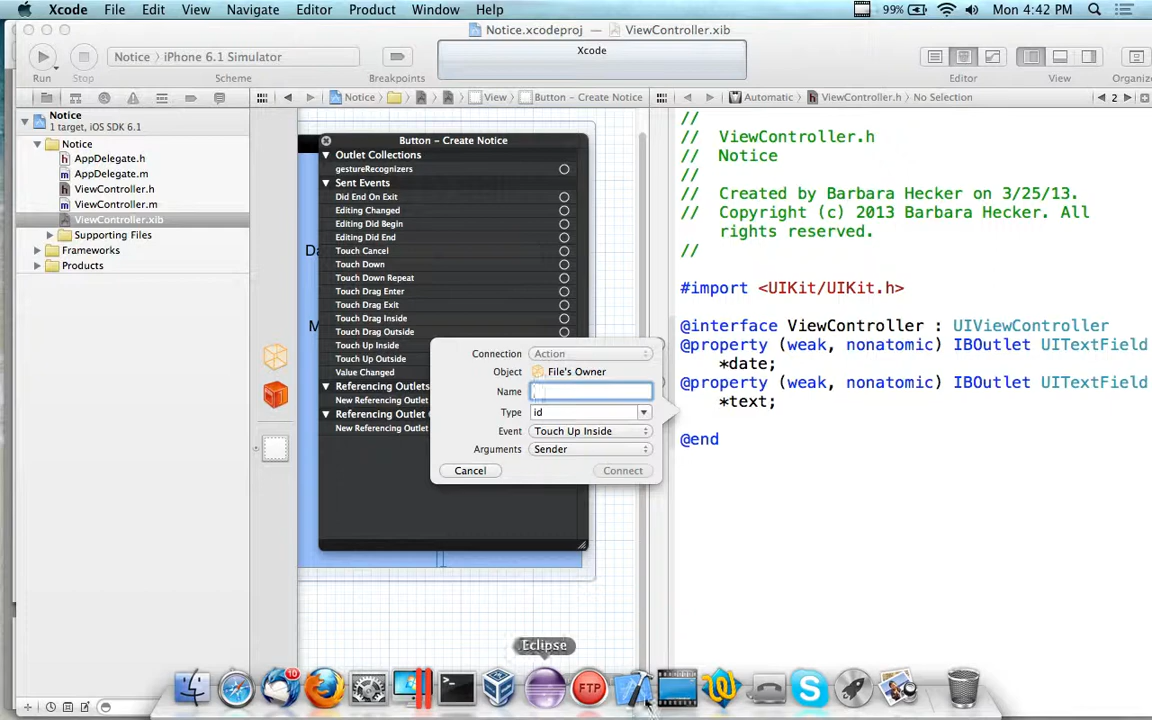 Xcode File Edit View Navigate Editor Product Window Help 99% Mon 4:42 PM
Notice.xcodeproj — ViewController.xib
Notice › iPhone 6.1 Simulator
Xcode
Run Stop Scheme Breakpoints Editor View Organiz
Notice View Button – Create Notice Automatic ViewController.h No Selection 2
Notice
1 target, iOS SDK 6.1
Notice
AppDelegate.h
AppDelegate.m
ViewController.h
ViewController.m
ViewController.xib
Supporting Files
Frameworks
Products
Da
M
Button – Create Notice
Outlet Collections
gestureRecognizers
Sent Events
Did End On Exit
Editing Changed
Editing Did Begin
Editing Did End
Touch Cancel
Touch Down
Touch Down Repeat
Touch Drag Enter
Touch Drag Exit
Touch Drag Inside
Touch Drag Outside
Touch Up Inside
Touch Up Outside
Value Changed
Referencing Outlets
New Referencing Outlet
Referencing Outlet
New Referencing Outlet
Connection Action
Object File's Owner
Name
Type id
Event Touch Up Inside
Arguments Sender
Cancel Connect
//
// ViewController.h
// Notice
//
// Created by Barbara Hecker on 3/25/13.
// Copyright (c) 2013 Barbara Hecker. All
rights reserved.
//
#import <UIKit/UIKit.h>
@interface ViewController : UIViewController
@property (weak, nonatomic) IBOutlet UITextField
*date;
@property (weak, nonatomic) IBOutlet UITextField
*text;
@end
Eclipse
10
>_
FTP